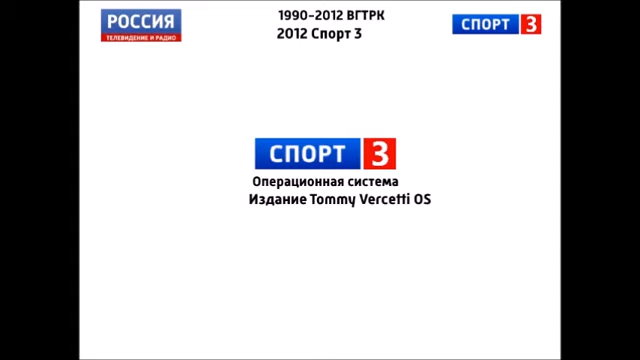 РОССИЯ
ТЕЛЕВИДЕНИЕ И РАДИО
1990-2012 ВГТРК
2012 Спорт 3
СПОРТ 3
СПОРТ 3
Операционная система
Издание Tommy Vercetti OS